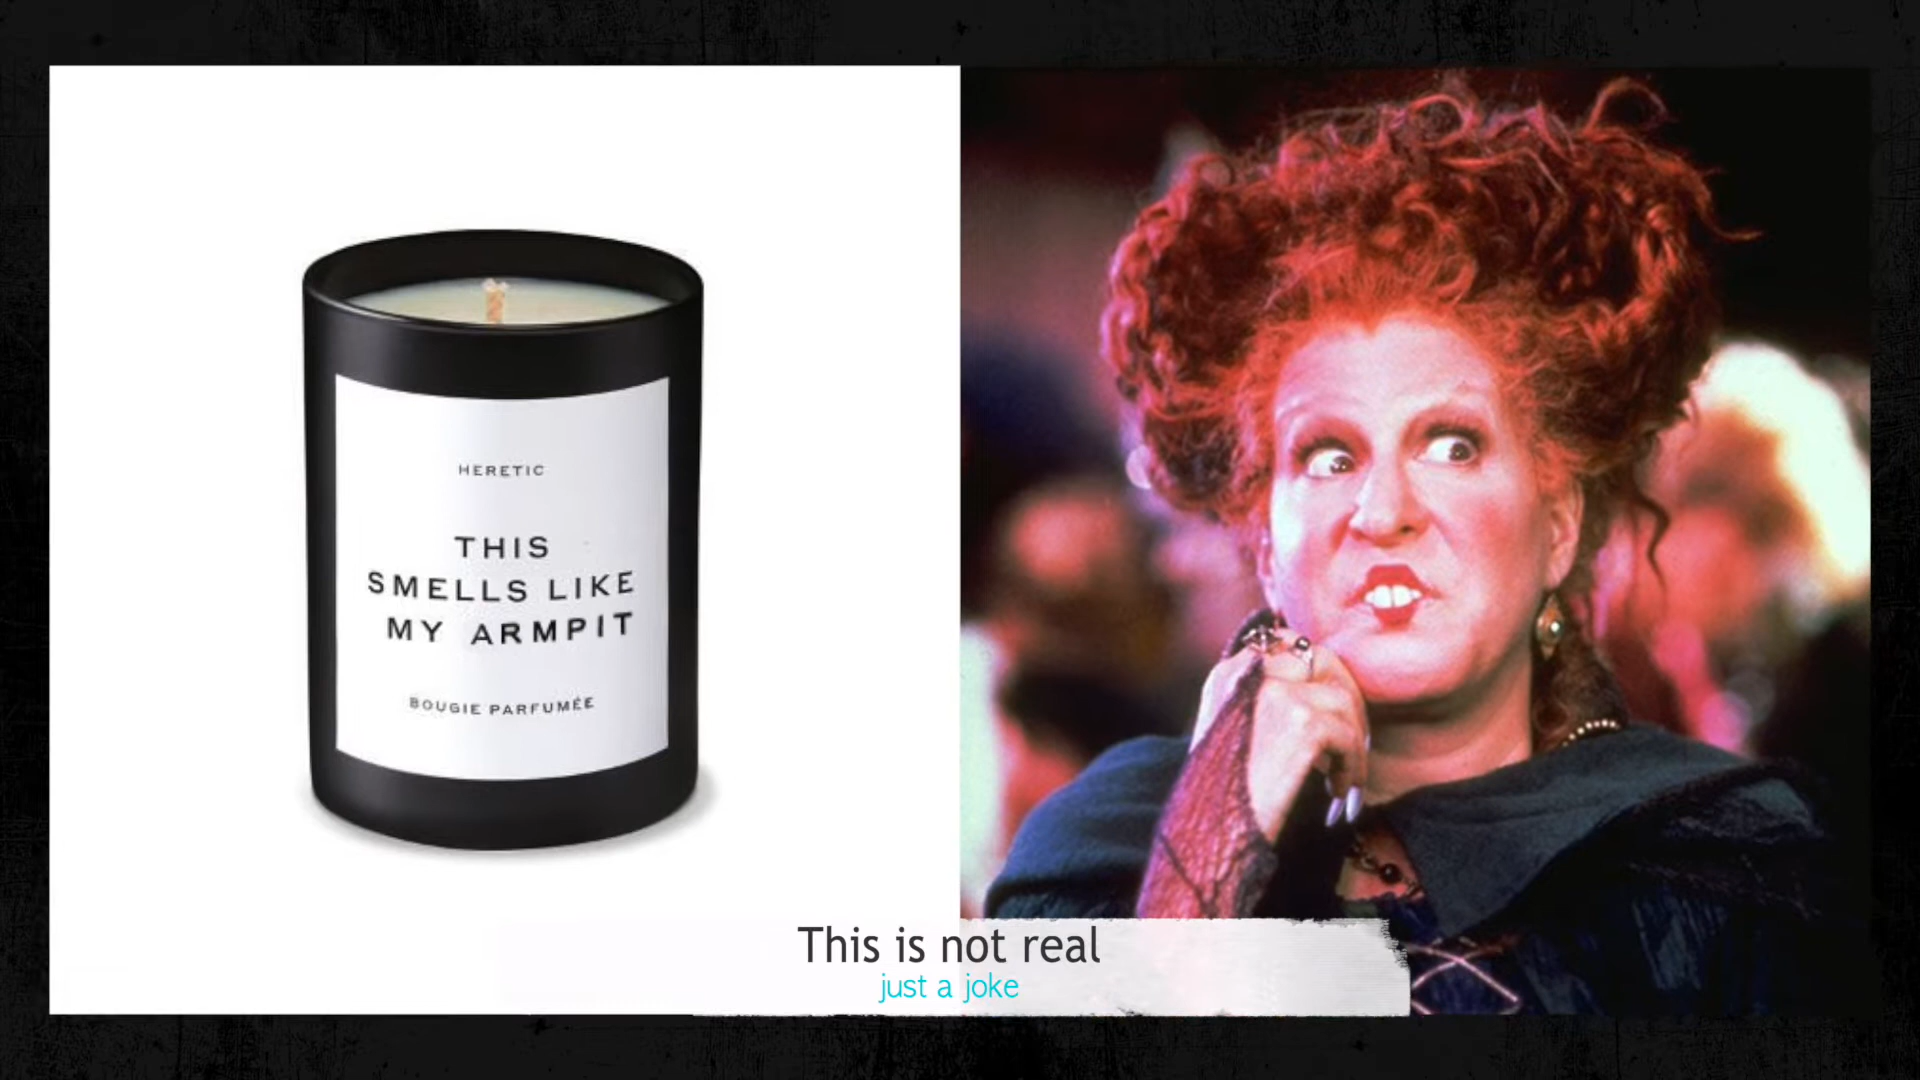 HERETIC
THIS
SMELLS LIKE
MY ARMPIT
BOUGIE PARFUMÉE
This is not real
just a joke